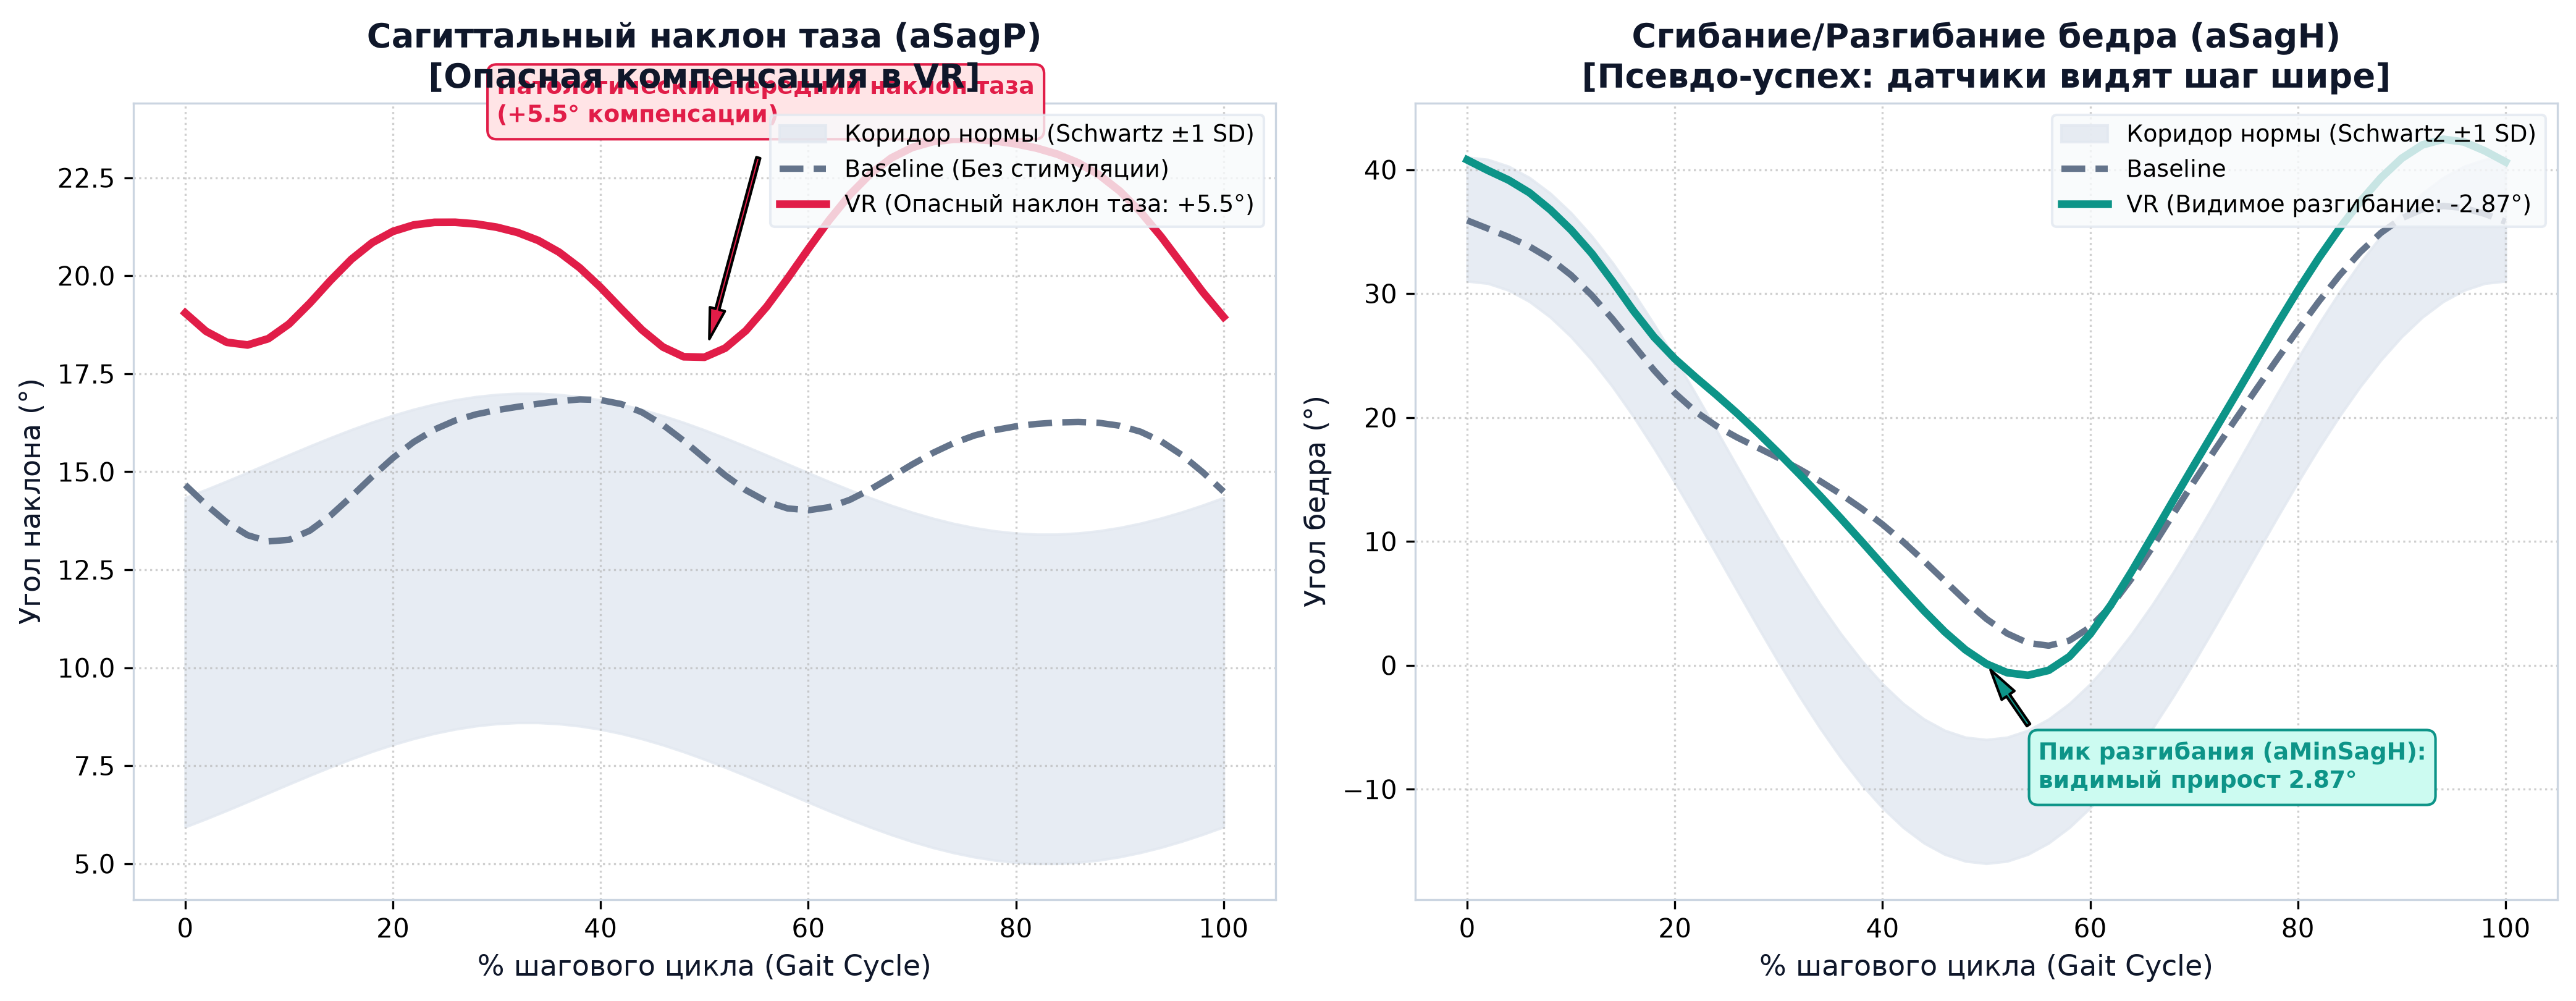 Сагиттальный наклон таза (aSagP)
[Опасная компенсация в VR]
Патологический передний наклон таза
(+5.5° компенсации)
Коридор нормы (Schwartz ±1 SD)
Baseline (Без стимуляции)
VR (Опасный наклон таза: +5.5°)
22.5
20.0
17.5
15.0
12.5
10.0
7.5
5.0
Угол наклона (°)
0 20 40 60 80 100
% шагового цикла (Gait Cycle)
Сгибание/Разгибание бедра (aSagH)
[Псевдо-успех: датчики видят шаг шире]
Коридор нормы (Schwartz ±1 SD)
Baseline
VR (Видимое разгибание: -2.87°)
40
30
20
10
0
−10
Угол бедра (°)
Пик разгибания (aMinSagH):
видимый прирост 2.87°
0 20 40 60 80 100
% шагового цикла (Gait Cycle)